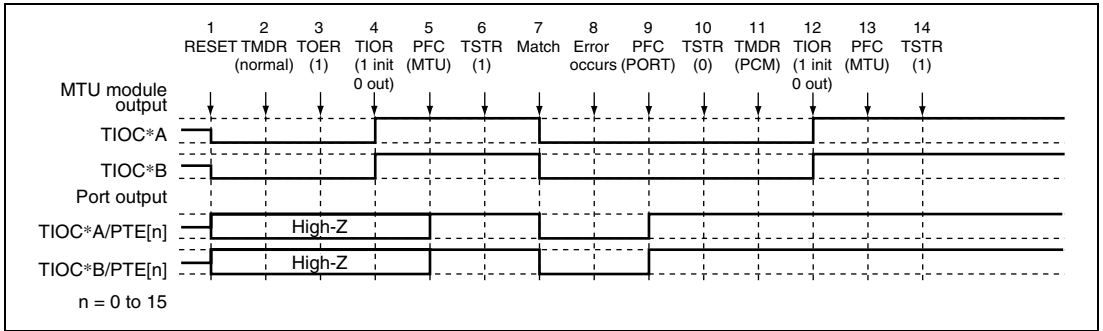 1 2 3 4 5 6 7 8 9 10 11 12 13 14
RESET TMDR TOER TIOR PFC TSTR Match Error PFC TSTR TMDR TIOR PFC TSTR
(normal) (1) (1 init (MTU) (1) occurs (PORT) (0) (PCM) (1 init (MTU) (1)
0 out) 0 out)
MTU module
output
TIOC*A
TIOC*B
Port output
TIOC*A/PTE[n] High-Z
TIOC*B/PTE[n] High-Z
n = 0 to 15